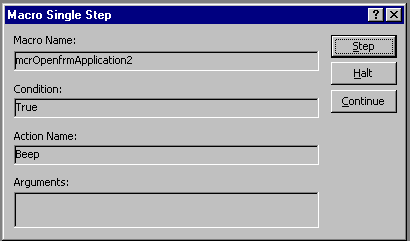 Macro Single Step
Macro Name:
mcrOpenfrmApplication2
Condition:
True
Action Name:
Beep
Arguments:
Step
Halt
Continue